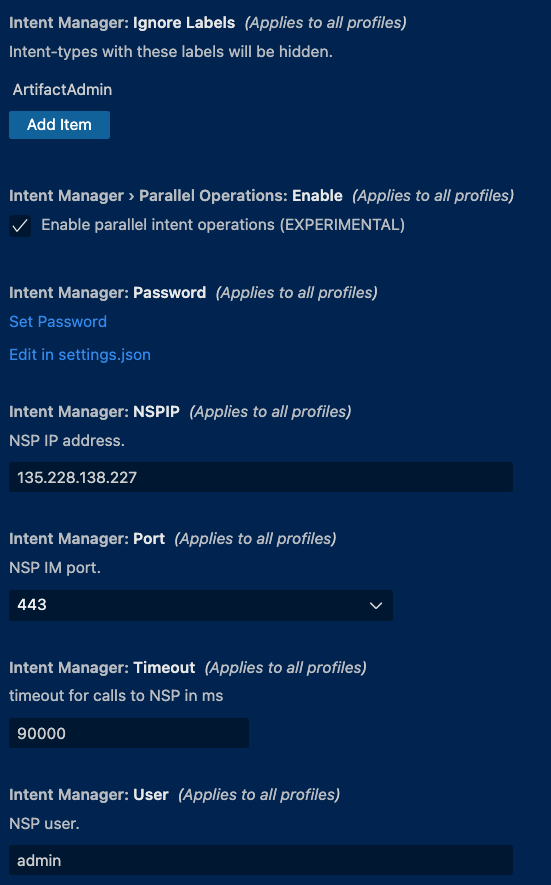 Intent Manager: Ignore Labels (Applies to all profiles)
Intent-types with these labels will be hidden.
ArtifactAdmin
Add Item
Intent Manager › Parallel Operations: Enable (Applies to all profiles)
Enable parallel intent operations (EXPERIMENTAL)
Intent Manager: Password (Applies to all profiles)
Set Password
Edit in settings.json
Intent Manager: NSPIP (Applies to all profiles)
NSP IP address.
135.228.138.227
Intent Manager: Port (Applies to all profiles)
NSP IM port.
443
Intent Manager: Timeout (Applies to all profiles)
timeout for calls to NSP in ms
90000
Intent Manager: User (Applies to all profiles)
NSP user.
admin